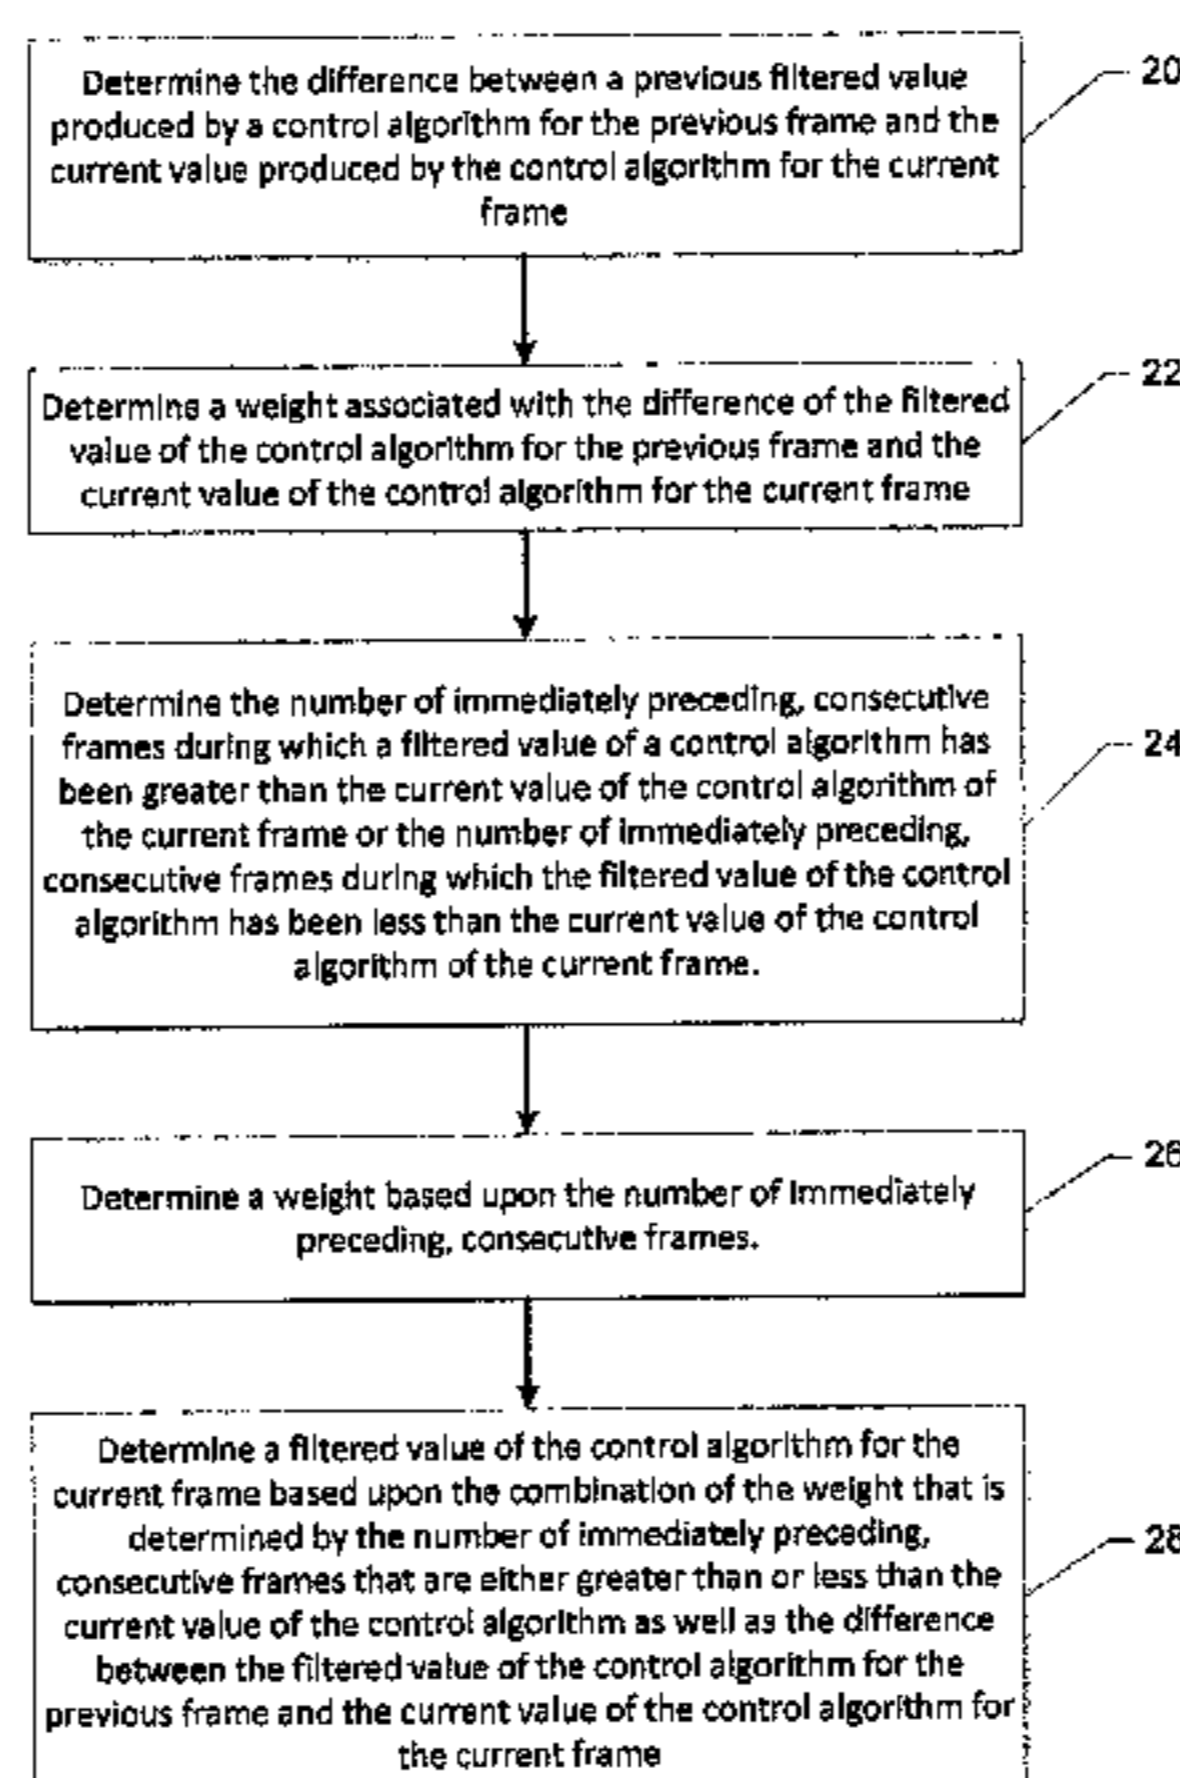 Determine the difference between a previous filtered value
produced by a control algorithm for the previous frame and the
current value produced by the control algorithm for the current
frame
20
Determine a weight associated with the difference of the filtered
value of the control algorithm for the previous frame and the
current value of the control algorithm for the current frame
22
Determine the number of immediately preceding, consecutive
frames during which a filtered value of a control algorithm has
been greater than the current value of the control algorithm of
the current frame or the number of immediately preceding,
consecutive frames during which the filtered value of the control
algorithm has been less than the current value of the control
algorithm of the current frame.
24
Determine a weight based upon the number of immediately
preceding, consecutive frames.
26
Determine a filtered value of the control algorithm for the
current frame based upon the combination of the weight that is
determined by the number of immediately preceding,
consecutive frames that are either greater than or less than the
current value of the control algorithm as well as the difference
between the filtered value of the control algorithm for the
previous frame and the current value of the control algorithm for
the current frame
28